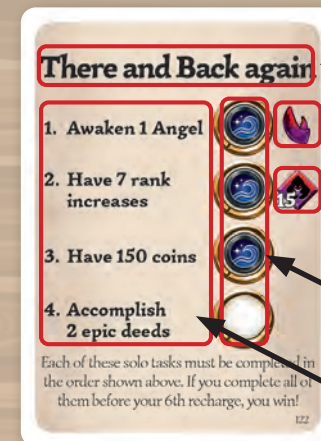 There and Back again
1. Awaken 1 Angel
2. Have 7 rank
increases
15
3. Have 150 coins
4. Accomplish
2 epic deeds
Each of these solo tasks must be completed in
the order shown above. If you complete all of
them before your 6th recharge, you win!
122